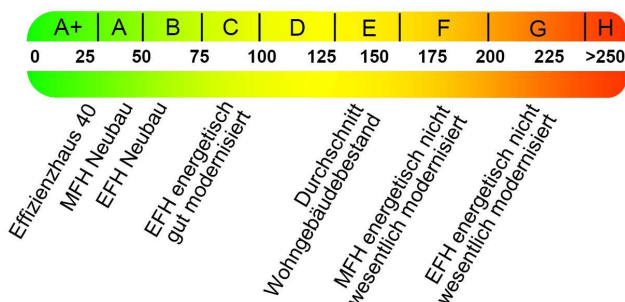 A+ A B C D E F G H
0 25 50 75 100 125 150 175 200 225 >250
Effizienzhaus 40
MFH Neubau
EFH Neubau
EFH energetisch
gut modernisiert
Durchschnitt
Wohngebäudebestand
MFH energetisch nicht
wesentlich modernisiert
EFH energetisch nicht
wesentlich modernisiert